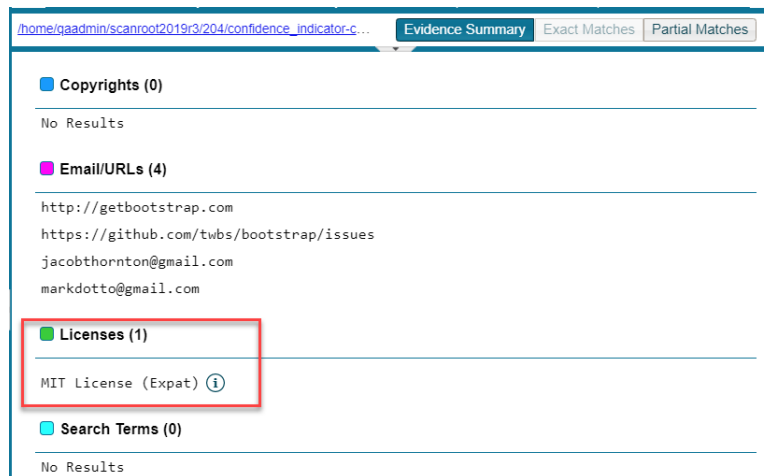 /home/qaadmin/scanroot2019r3/204/confidence_indicator-c... Evidence Summary Exact Matches Partial Matches
Copyrights (0)
No Results
Email/URLs (4)
http://getbootstrap.com
https://github.com/twbs/bootstrap/issues
jacobthornton@gmail.com
markdotto@gmail.com
Licenses (1)
MIT License (Expat) i
Search Terms (0)
No Results